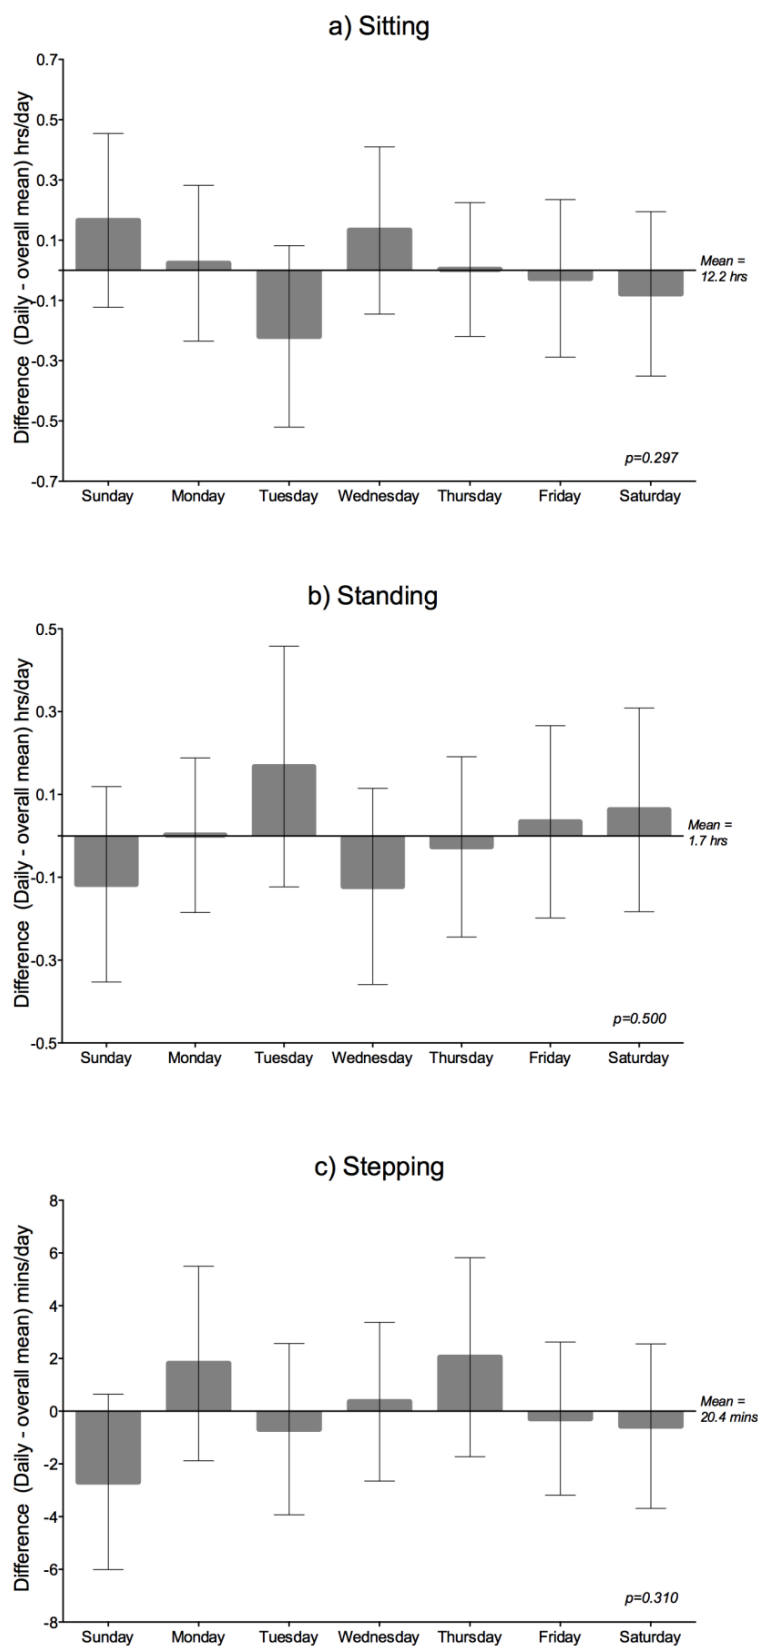 a) Sitting
Difference (Daily - overall mean) hrs/day
0.7
0.5
0.3
0.1
-0.1
-0.3
-0.5
-0.7
Mean =
12.2 hrs
p=0.297
Sunday Monday Tuesday Wednesday Thursday Friday Saturday
b) Standing
Difference (Daily - overall mean) hrs/day
0.5
0.3
0.1
-0.1
-0.3
-0.5
Mean =
1.7 hrs
p=0.500
Sunday Monday Tuesday Wednesday Thursday Friday Saturday
c) Stepping
Difference (Daily - overall mean) mins/day
8
6
4
2
0
-2
-4
-6
-8
Mean =
20.4 mins
p=0.310
Sunday Monday Tuesday Wednesday Thursday Friday Saturday